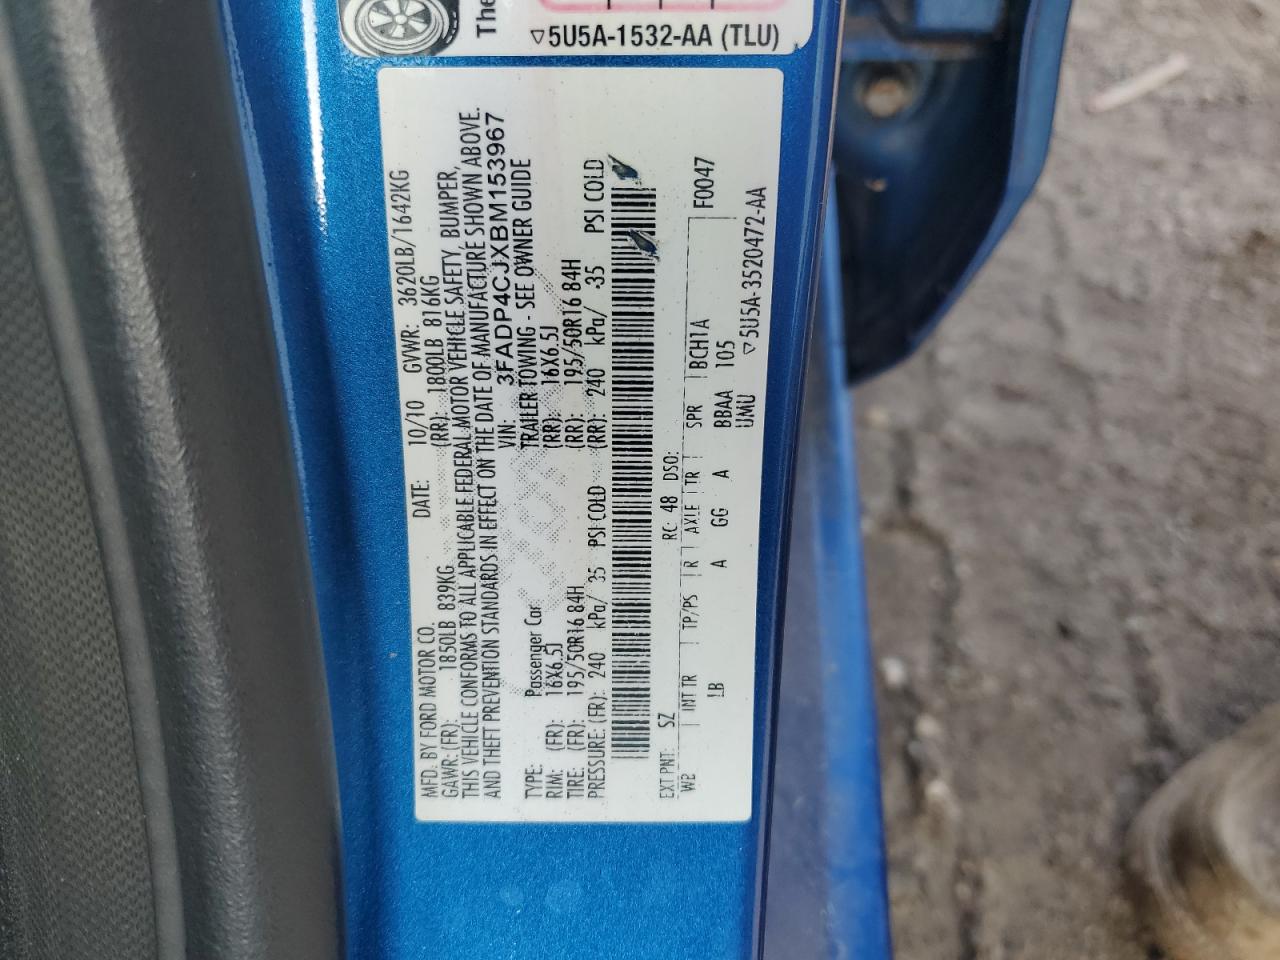 The
▽5U5A-1532-AA (TLU)
MFD. BY FORD MOTOR CO. DATE: 10/10 GVWR: 3620LB/1642KG
GAWR: (FR): 1850LB 839KG (RR): 1800LB 816KG
THIS VEHICLE CONFORMS TO ALL APPLICABLE FEDERAL MOTOR VEHICLE SAFETY, BUMPER,
AND THEFT PREVENTION STANDARDS IN EFFECT ON THE DATE OF MANUFACTURE SHOWN ABOVE.
VIN: 3FADP4CJXBM153967
TYPE: Passenger Car TRAILER TOWING - SEE OWNER GUIDE
RIM: (FR): 16X6.5J (RR): 16X6.5J
TIRE: (FR): 195/50R16 84H (RR): 195/50R16 84H
PRESSURE: (FR): 240 kPa/ 35 PSI COLD (RR): 240 kPa/ 35 PSI COLD
EXT PNT: SZ RC: 48 DSO:
WB INT TR TP/PS R AXLE TR SPR BCH1A F0047
LB A GG A BBAA 105
UMU
▽5U5A-3520472-AA